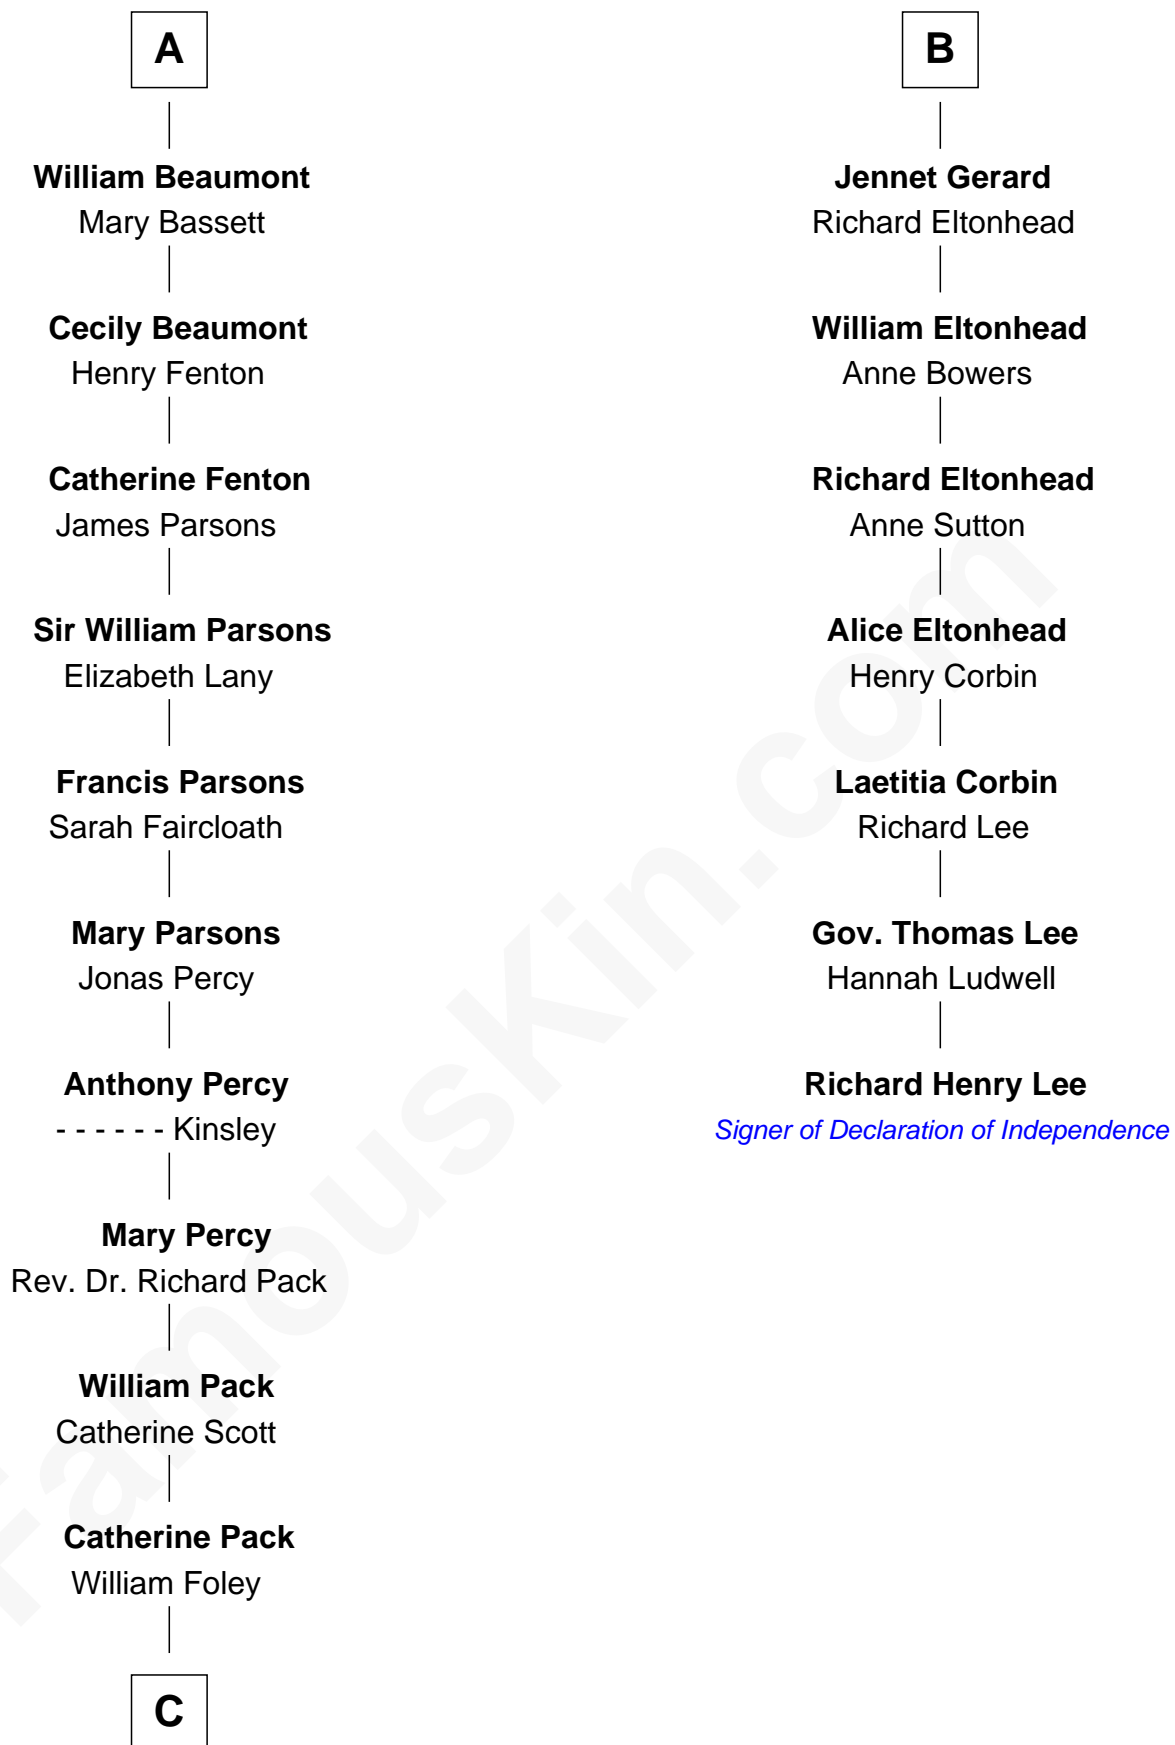 A
William Beaumont
Mary Bassett
Cecily Beaumont
Henry Fenton
Catherine Fenton
James Parsons
Sir William Parsons
Elizabeth Lany
Francis Parsons
Sarah Faircloath
Mary Parsons
Jonas Percy
Anthony Percy
- - - - - - Kinsley
Mary Percy
Rev. Dr. Richard Pack
William Pack
Catherine Scott
Catherine Pack
William Foley
C
B
Jennet Gerard
Richard Eltonhead
William Eltonhead
Anne Bowers
Richard Eltonhead
Anne Sutton
Alice Eltonhead
Henry Corbin
Laetitia Corbin
Richard Lee
Gov. Thomas Lee
Hannah Ludwell
Richard Henry Lee
Signer of Declaration of Independence
FamousKin.com